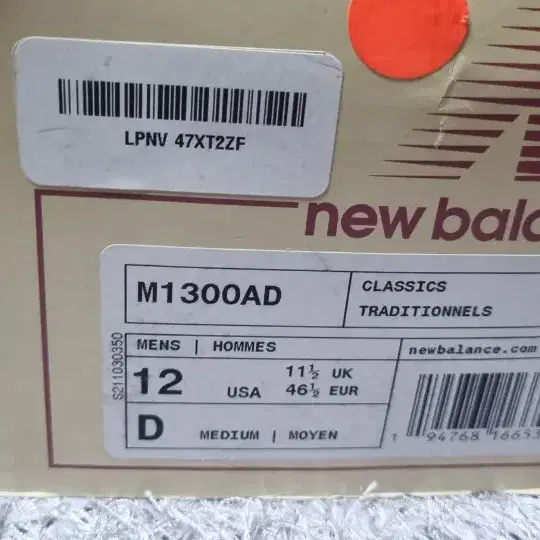 LPNV 47XT2ZF
new bala
M1300AD
CLASSICS
TRADITIONNELS
MENS | HOMMES
newbalance.com
12 USA
11½ UK
46½ EUR
D MEDIUM | MOYEN
S211030350
1 94768 16653